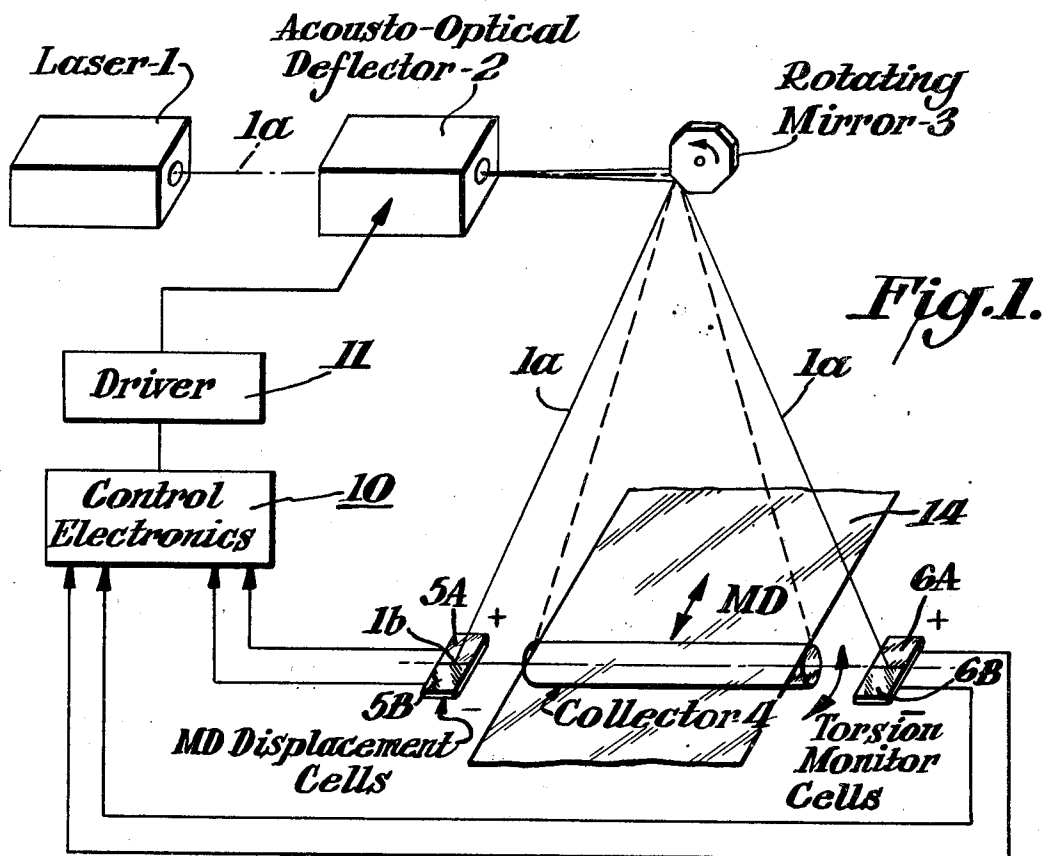 Laser-1
1a
Acousto-Optical
Deflector-2
Rotating
Mirror-3
Fig.1.
11
Driver
1a
1a
Control
Electronics
10
14
MD
5A
+
1b
5B
-
MD Displacement
Cells
Collector 4
6A
+
6B
-
Torsion
Monitor
Cells